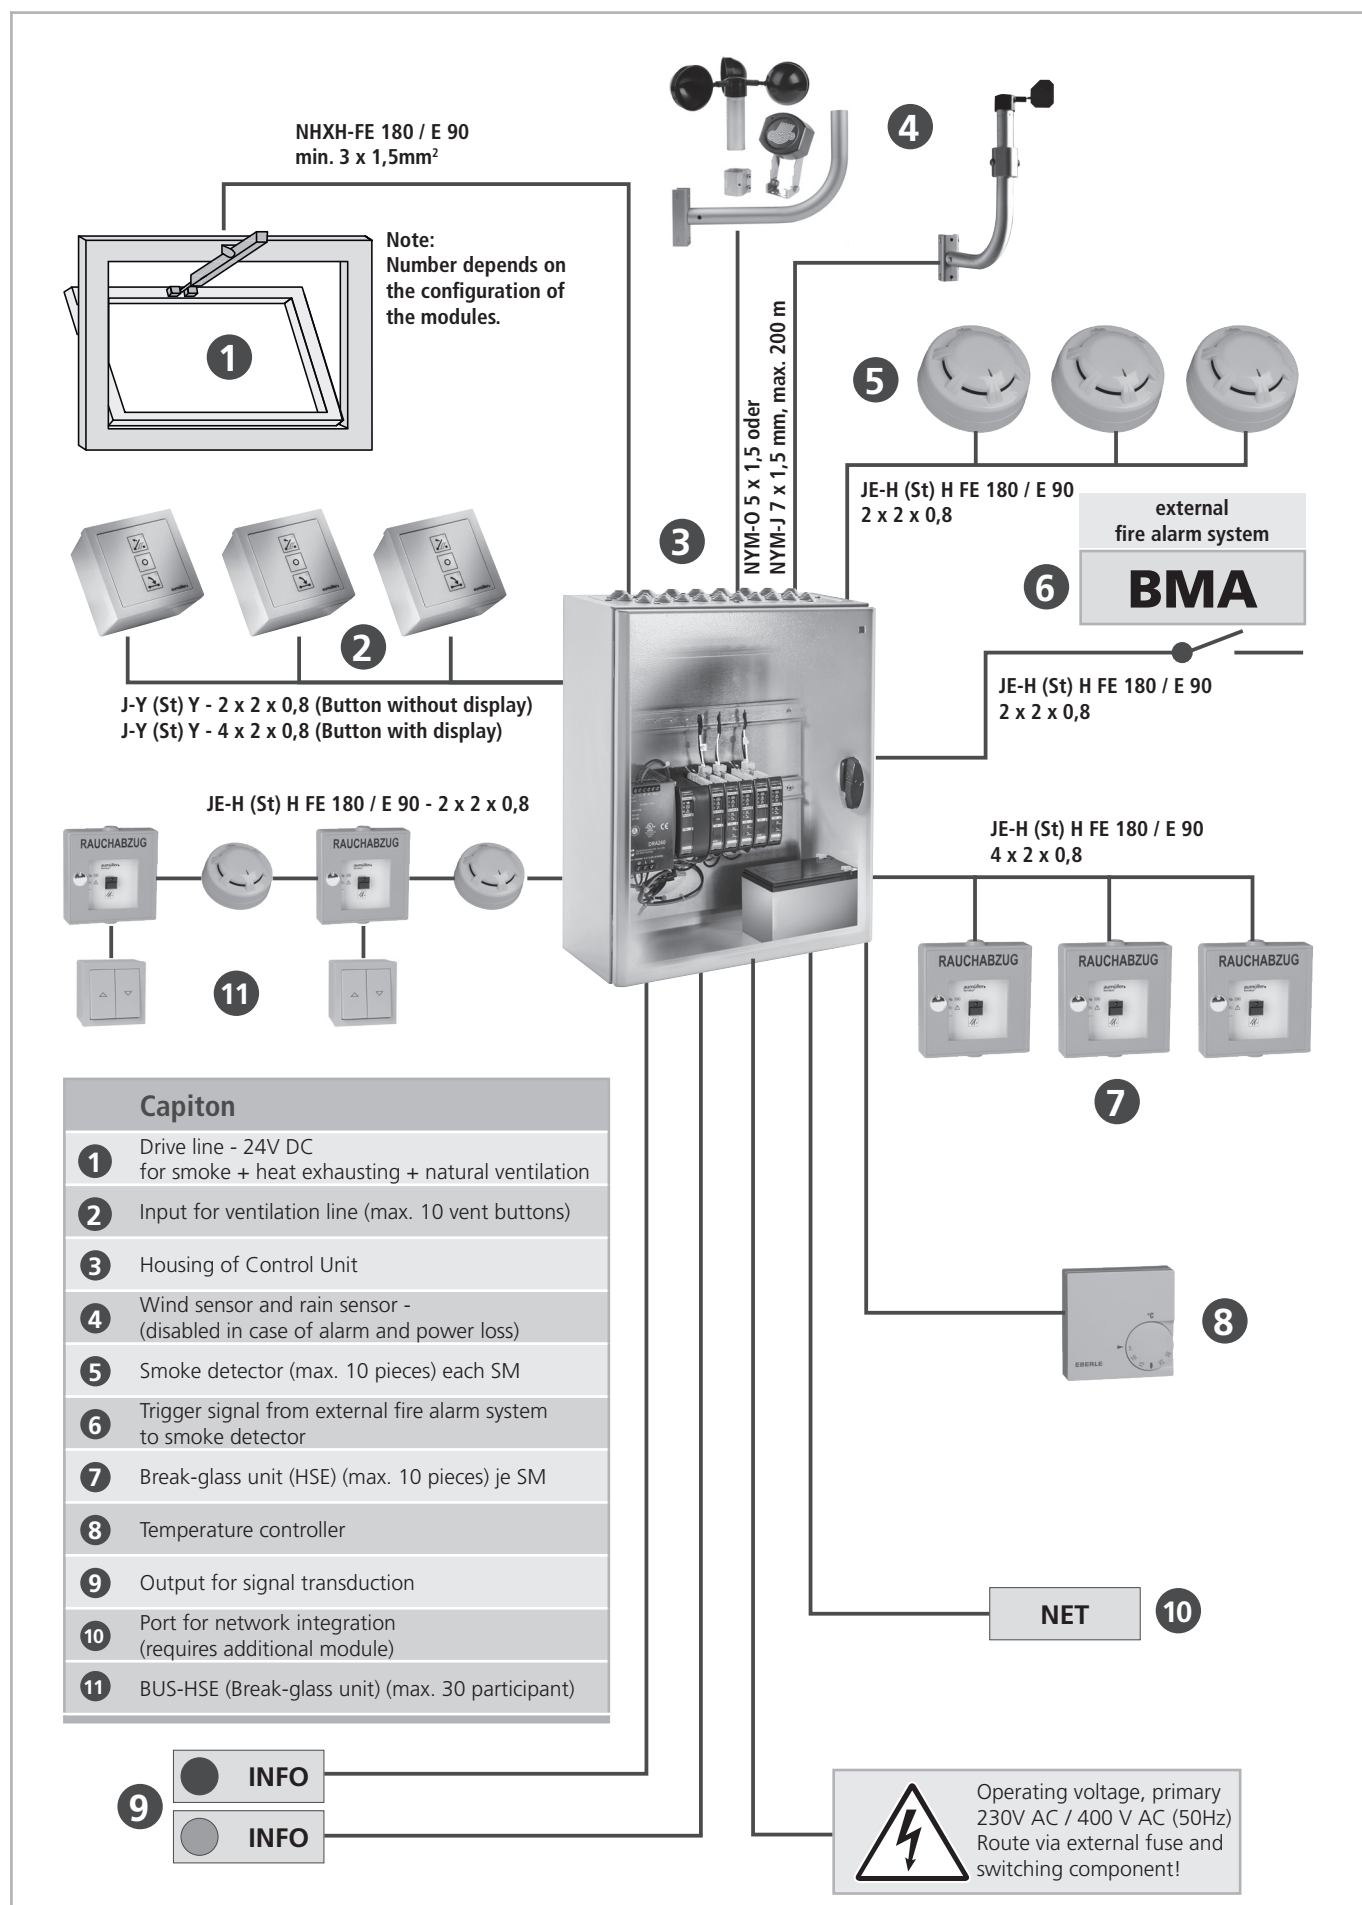 NHXH-FE 180 / E 90
min. 3 x 1,5mm²
4
Note:
Number depends on
the configuration of
the modules.
1
NYM-O 5 x 1,5 oder
NYM-J 7 x 1,5 mm, max. 200 m
5
JE-H (St) H FE 180 / E 90
2 x 2 x 0,8
external
fire alarm system
6
BMA
3
2
JE-H (St) H FE 180 / E 90
2 x 2 x 0,8
J-Y (St) Y - 2 x 2 x 0,8 (Button without display)
J-Y (St) Y - 4 x 2 x 0,8 (Button with display)
JE-H (St) H FE 180 / E 90 - 2 x 2 x 0,8
RAUCHABZUG
RAUCHABZUG
DRA240
JE-H (St) H FE 180 / E 90
4 x 2 x 0,8
RAUCHABZUG
aumüller
RAUCHABZUG
aumüller
RAUCHABZUG
aumüller
11
7
Capiton
1 Drive line - 24V DC
for smoke + heat exhausting + natural ventilation
2 Input for ventilation line (max. 10 vent buttons)
3 Housing of Control Unit
4 Wind sensor and rain sensor -
(disabled in case of alarm and power loss)
5 Smoke detector (max. 10 pieces) each SM
6 Trigger signal from external fire alarm system
to smoke detector
7 Break-glass unit (HSE) (max. 10 pieces) je SM
8 Temperature controller
9 Output for signal transduction
10 Port for network integration
(requires additional module)
11 BUS-HSE (Break-glass unit) (max. 30 participant)
°C
EBERLE
8
NET
10
9
INFO
INFO
Operating voltage, primary
230V AC / 400 V AC (50Hz)
Route via external fuse and
switching component!